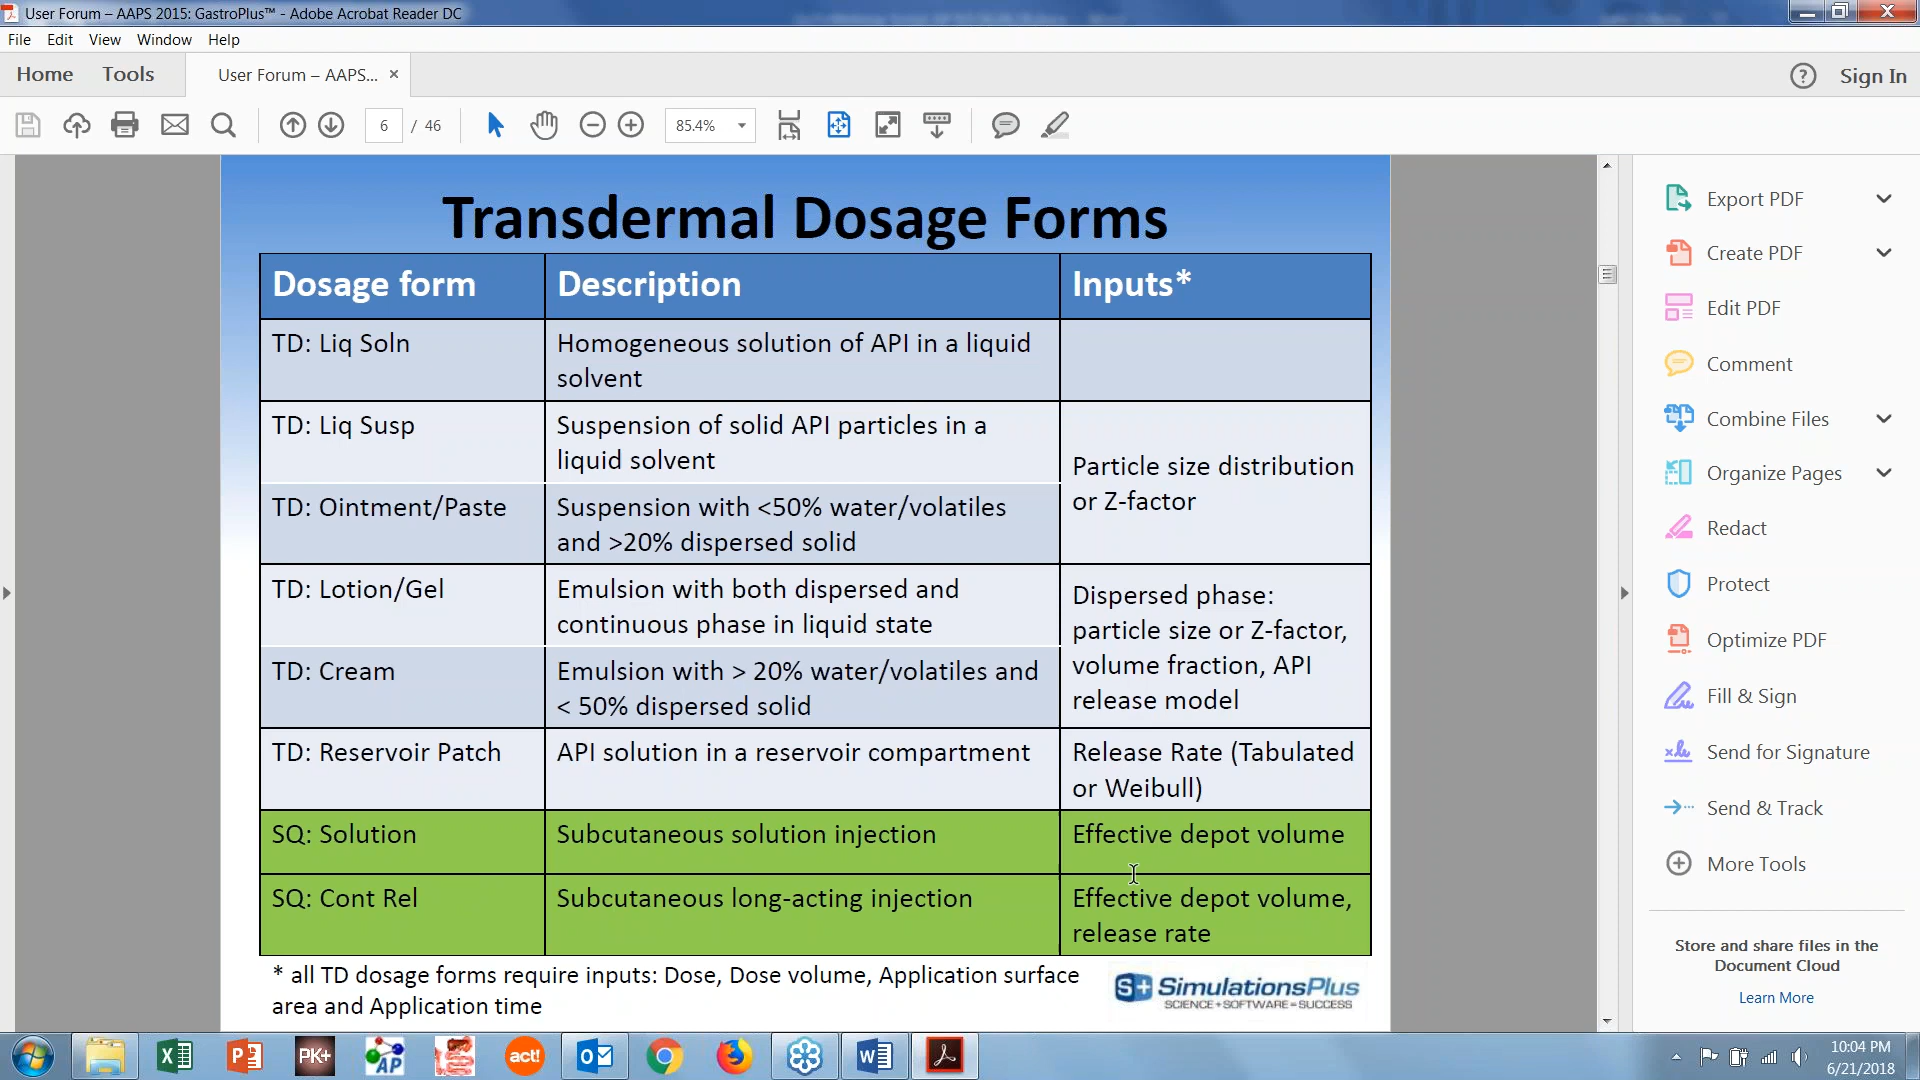 User Forum – AAPS 2015: GastroPlus™ - Adobe Acrobat Reader DC
File Edit View Window Help
Home Tools User Forum – AAPS... × ? Sign In
6 / 46 85.4%
Transdermal Dosage Forms
Dosage form Description Inputs*
TD: Liq Soln Homogeneous solution of API in a liquid
solvent
TD: Liq Susp Suspension of solid API particles in a
liquid solvent
Particle size distribution
or Z-factor
TD: Ointment/Paste Suspension with <50% water/volatiles
and >20% dispersed solid
TD: Lotion/Gel Emulsion with both dispersed and
continuous phase in liquid state
Dispersed phase:
particle size or Z-factor,
volume fraction, API
release model
TD: Cream Emulsion with > 20% water/volatiles and
< 50% dispersed solid
TD: Reservoir Patch API solution in a reservoir compartment Release Rate (Tabulated
or Weibull)
SQ: Solution Subcutaneous solution injection Effective depot volume
SQ: Cont Rel Subcutaneous long-acting injection Effective depot volume,
release rate
* all TD dosage forms require inputs: Dose, Dose volume, Application surface
area and Application time
S+ SimulationsPlus
SCIENCE + SOFTWARE = SUCCESS
Export PDF
Create PDF
Edit PDF
Comment
Combine Files
Organize Pages
Redact
Protect
Optimize PDF
Fill & Sign
Send for Signature
Send & Track
More Tools
Store and share files in the
Document Cloud
Learn More
PK+ AP act!
10:04 PM
6/21/2018